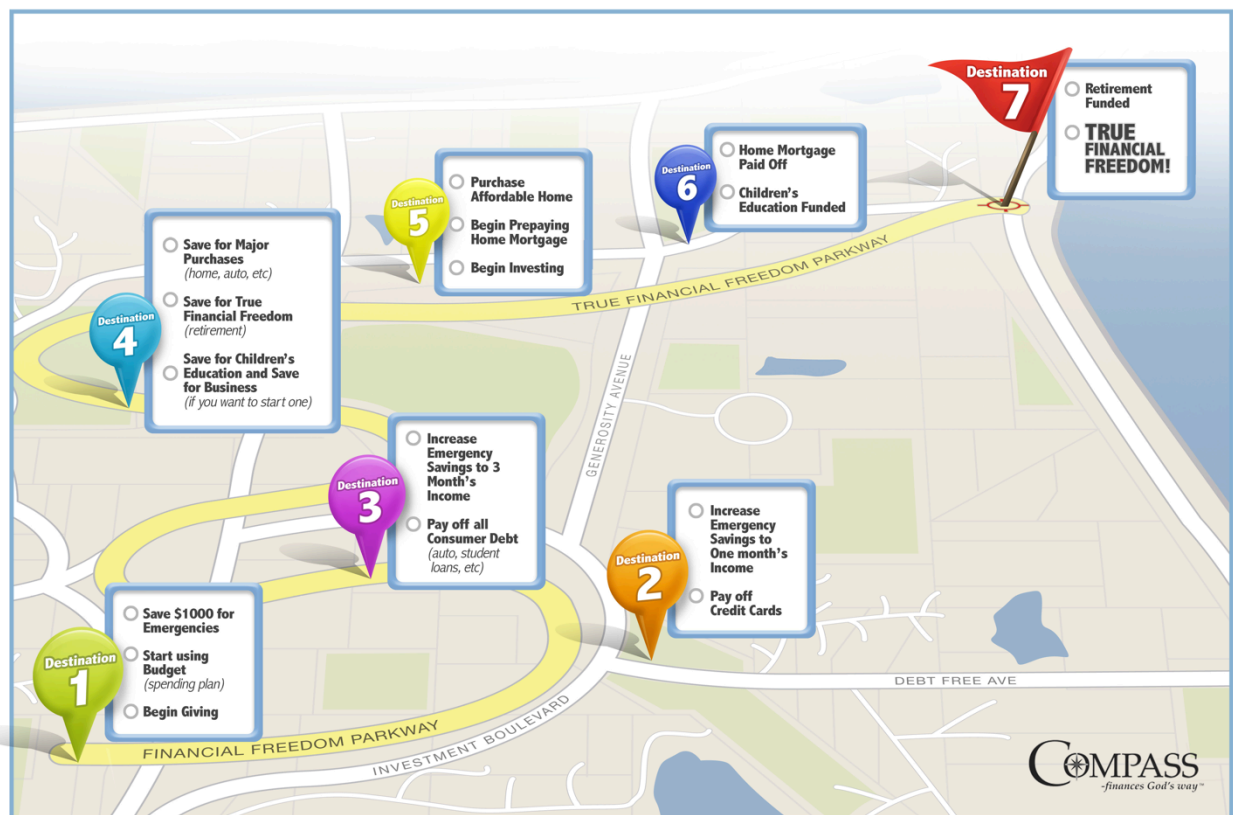 Destination
1
Save $1000 for
Emergencies
Start using
Budget
(spending plan)
Begin Giving
Destination
2
Increase
Emergency
Savings to
One month's
Income
Pay off
Credit Cards
Destination
3
Increase
Emergency
Savings to 3
Month's
Income
Pay off all
Consumer Debt
(auto, student
loans, etc)
Destination
4
Save for Major
Purchases
(home, auto, etc)
Save for True
Financial Freedom
(retirement)
Save for Children's
Education and Save
for Business
(if you want to start one)
Destination
5
Purchase
Affordable Home
Begin Prepaying
Home Mortgage
Begin Investing
Destination
6
Home Mortgage
Paid Off
Children's
Education Funded
Destination
7
Retirement
Funded
TRUE
FINANCIAL
FREEDOM!
TRUE FINANCIAL FREEDOM PARKWAY
GENEROSITY AVENUE
DEBT FREE AVE
FINANCIAL FREEDOM PARKWAY
INVESTMENT BOULEVARD
COMPASS
-finances God's way™